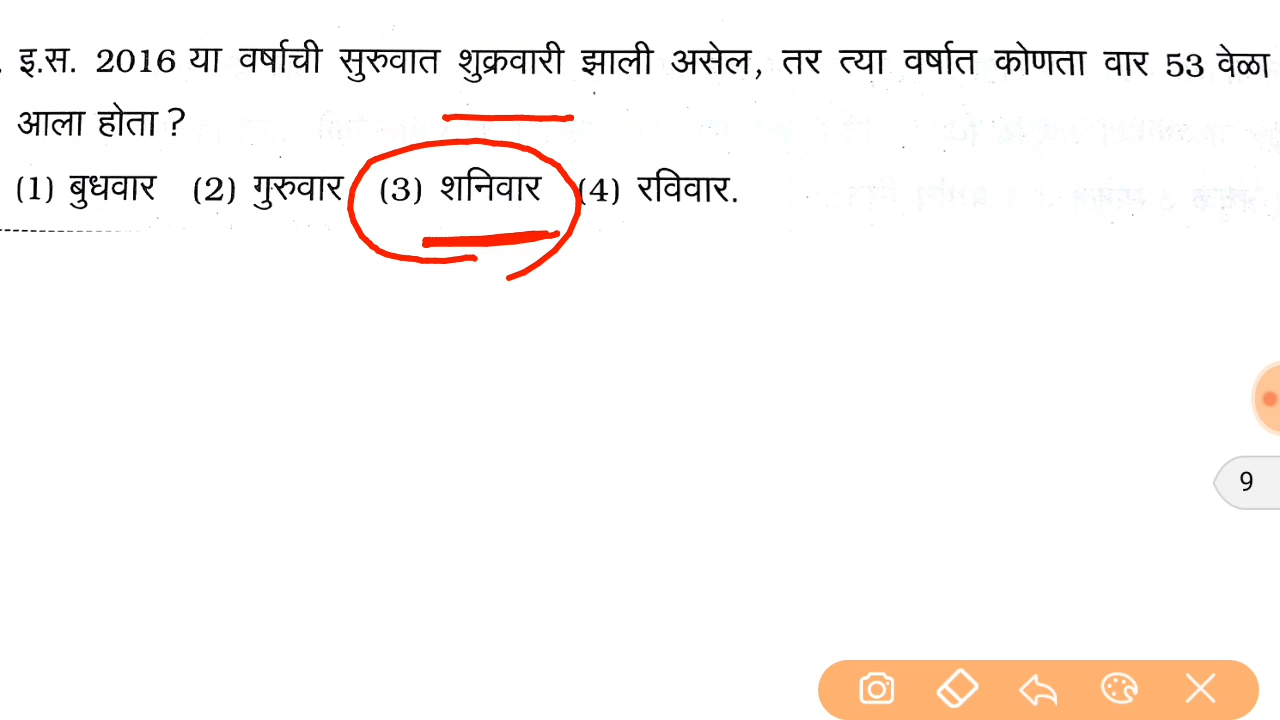 इ.स. 2016 या वर्षाची सुरुवात शुक्रवारी झाली असेल, तर त्या वर्षात कोणता वार 53 वेळा
आला होता ?
(1) बुधवार (2) गुरुवार (3) शनिवार (4) रविवार.
9